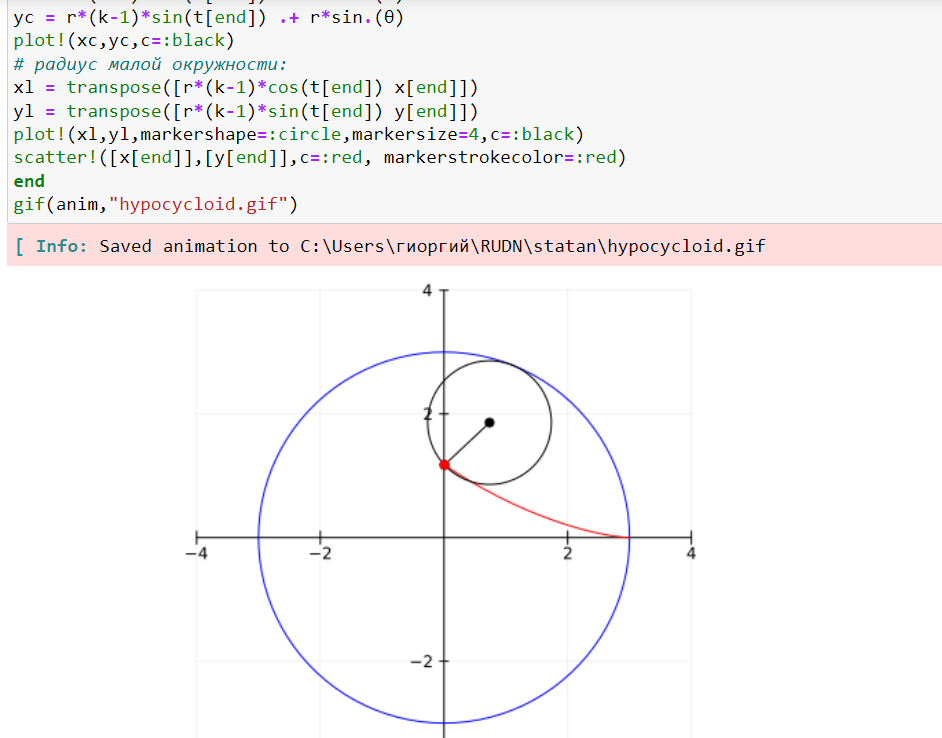 yc = r*(k-1)*sin(t[end]) .+ r*sin.(θ)
plot!(xc,yc,c=:black)
# радиус малой окружности:
xl = transpose([r*(k-1)*cos(t[end]) x[end]])
yl = transpose([r*(k-1)*sin(t[end]) y[end]])
plot!(xl,yl,markershape=:circle,markersize=4,c=:black)
scatter!([x[end]],[y[end]],c=:red, markerstrokecolor=:red)
end
gif(anim,"hypocycloid.gif")
[ Info: Saved animation to C:\Users\гиоргий\RUDN\statan\hypocycloid.gif
4
2
−4
−2
2
4
−2